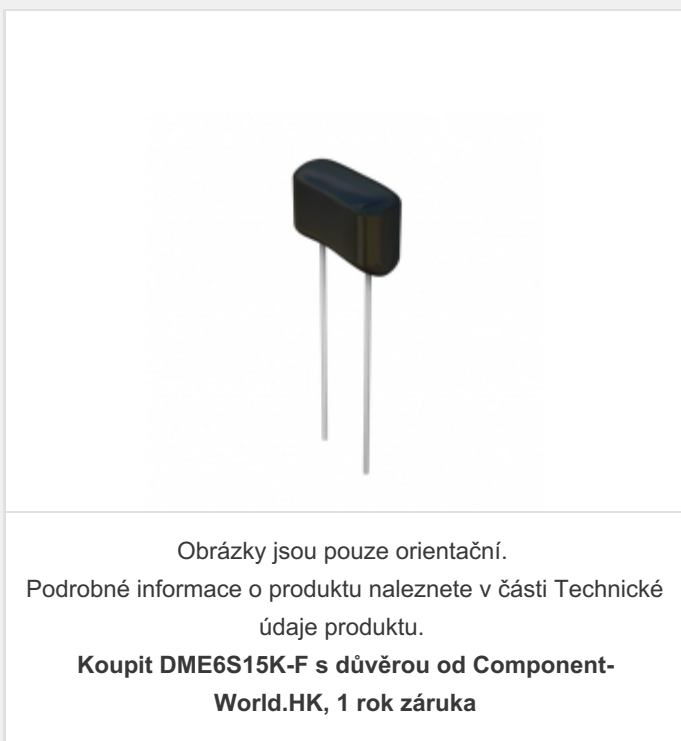 Obrázky jsou pouze orientační.
Podrobné informace o produktu naleznete v části Technické
údaje produktu.
Koupit DME6S15K-F s důvěrou od Component-
World.HK, 1 rok záruka